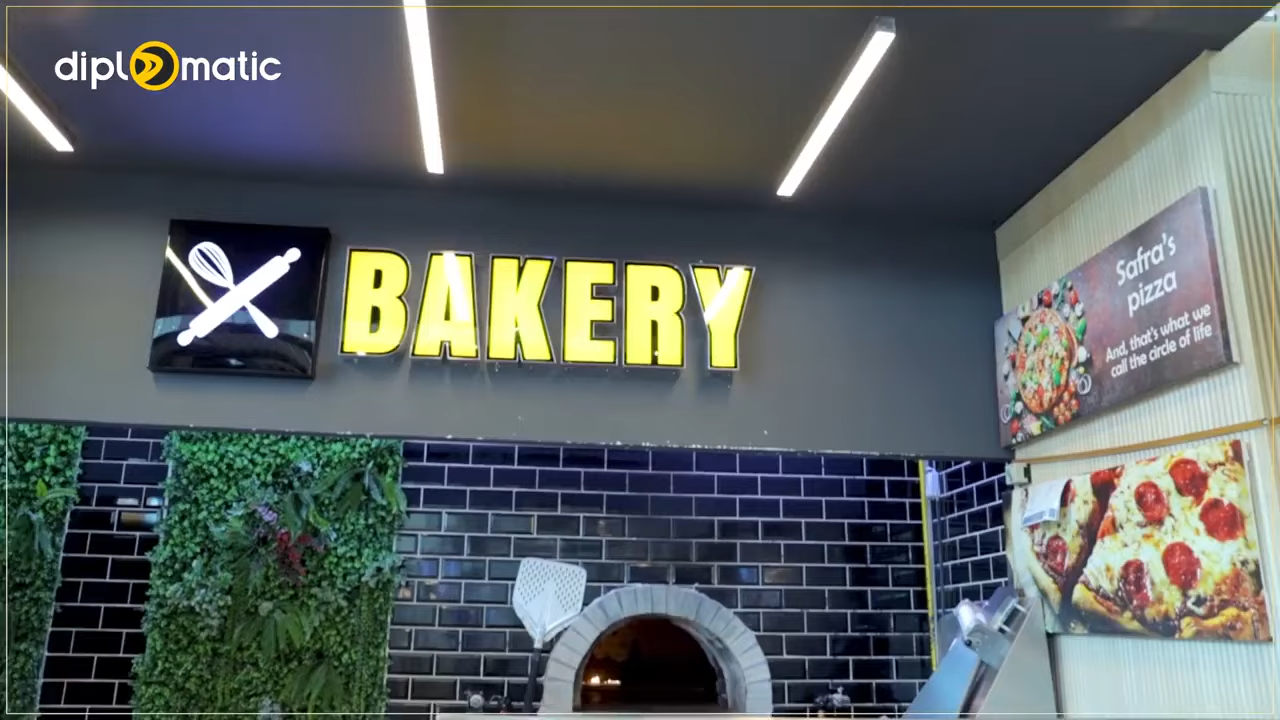 diplomatic
BAKERY
Safra's
pizza
And, that's what we
call the circle of life